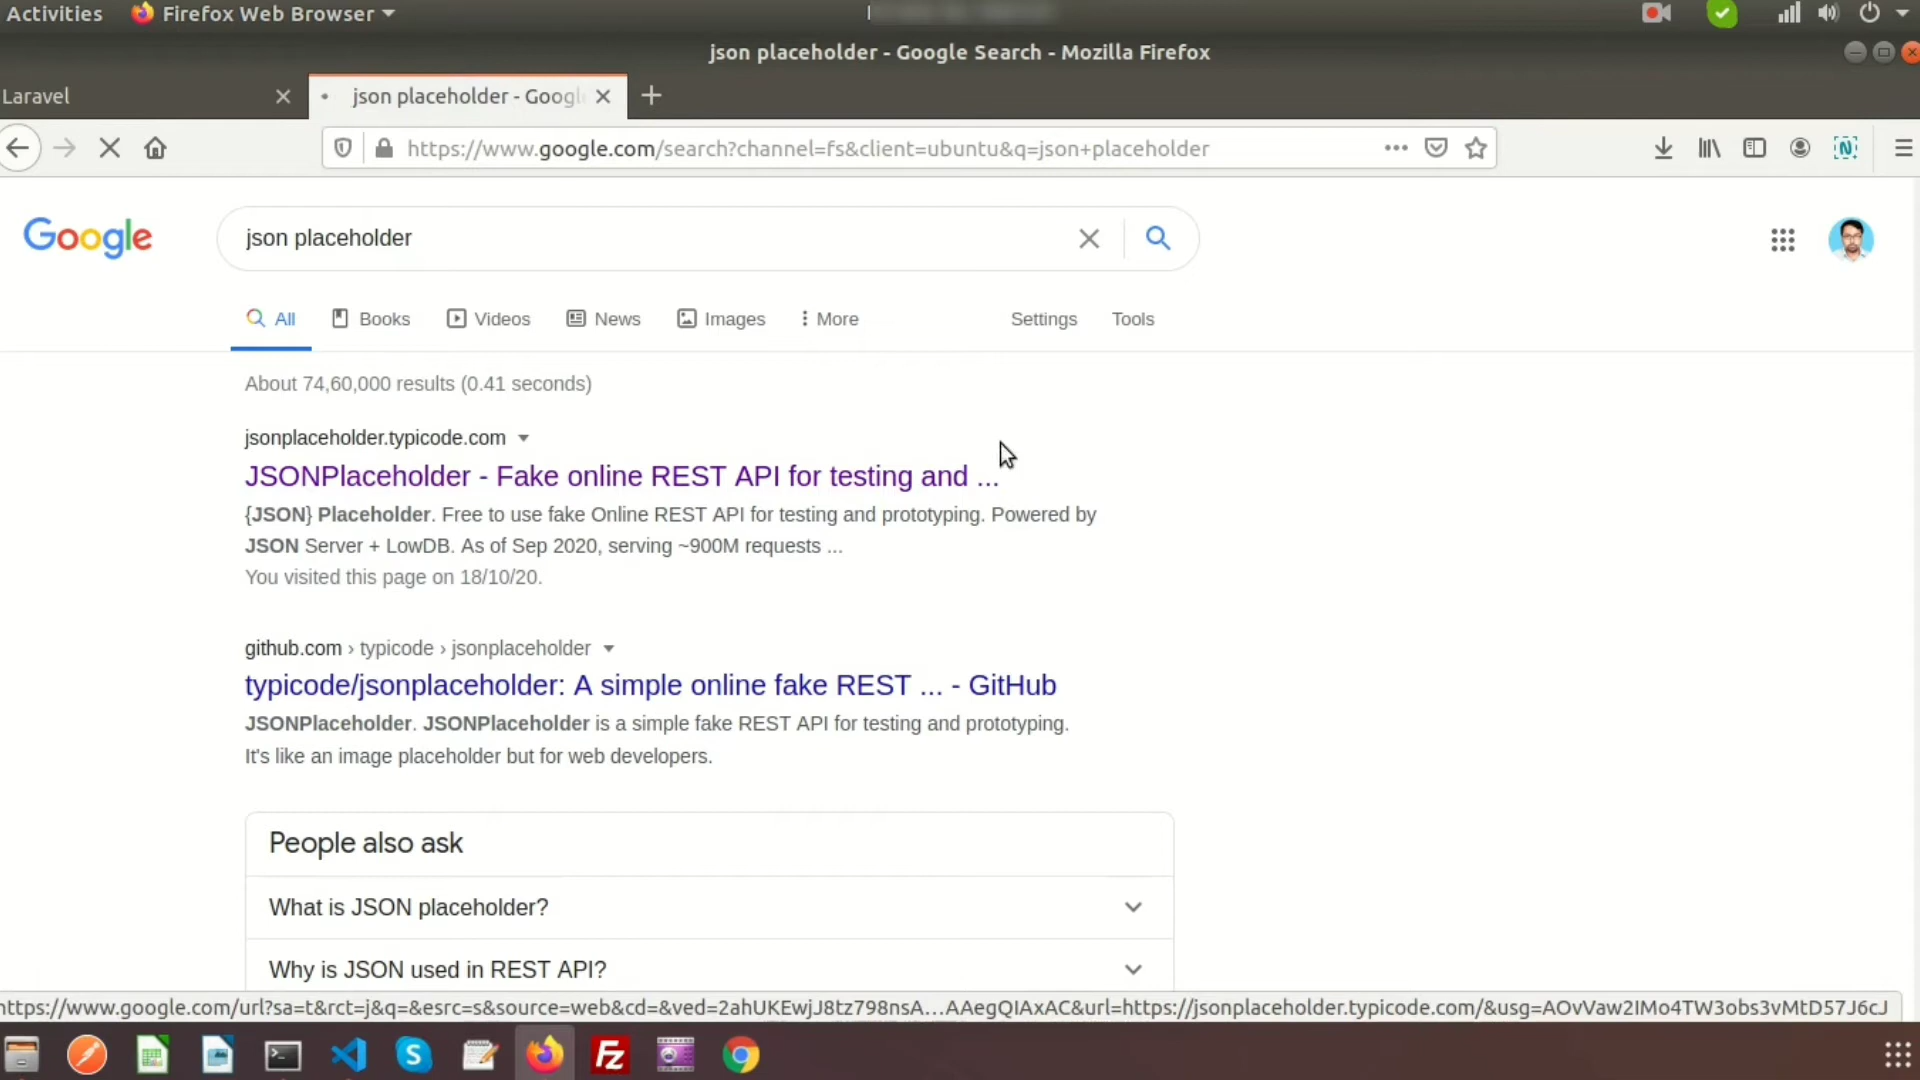 Activities
Firefox Web Browser
json placeholder - Google Search - Mozilla Firefox
Laravel
json placeholder - Googl
https://www.google.com/search?channel=fs&client=ubuntu&q=json+placeholder
Google
json placeholder
All
Books
Videos
News
Images
More
Settings
Tools
About 74,60,000 results (0.41 seconds)
jsonplaceholder.typicode.com
JSONPlaceholder - Fake online REST API for testing and ...
{JSON} Placeholder. Free to use fake Online REST API for testing and prototyping. Powered by
JSON Server + LowDB. As of Sep 2020, serving ~900M requests ...
You visited this page on 18/10/20.
github.com › typicode › jsonplaceholder
typicode/jsonplaceholder: A simple online fake REST ... - GitHub
JSONPlaceholder. JSONPlaceholder is a simple fake REST API for testing and prototyping.
It's like an image placeholder but for web developers.
People also ask
What is JSON placeholder?
Why is JSON used in REST API?
https://www.google.com/url?sa=t&rct=j&q=&esrc=s&source=web&cd=&ved=2ahUKEwjJ8tz798nsA...AAegQIAxAC&url=https://jsonplaceholder.typicode.com/&usg=AOvVaw2IMo4TW3obs3vMtD57J6cJ